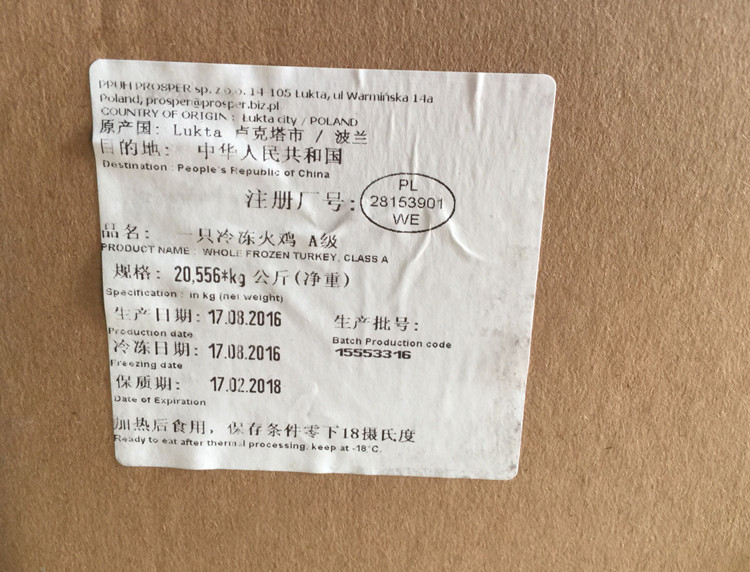 PPUH PROSPER sp. z o.o. 14-105 Łukta, ul Warmińska 14a
Poland, prosper@prosper.biz.pl
COUNTRY OF ORIGIN : Łukta city / POLAND
原产国: Lukta 卢克塔市 / 波兰
目的地: 中华人民共和国
Destination : People's Republic of China
注册厂号:
PL
28153901
WE
品名: 一只冷冻火鸡 A级
PRODUCT NAME : WHOLE FROZEN TURKEY, CLASS A
规格: 20,556*kg 公斤(净重)
Specification : in kg (net weight)
生产日期: 17.08.2016
Production date
生产批号:
Batch Production code
15553316
冷冻日期: 17.08.2016
Freezing date
保质期: 17.02.2018
Date of Expiration
加热后食用, 保存条件零下18摄氏度
Ready to eat after thermal processing, keep at -18°C.